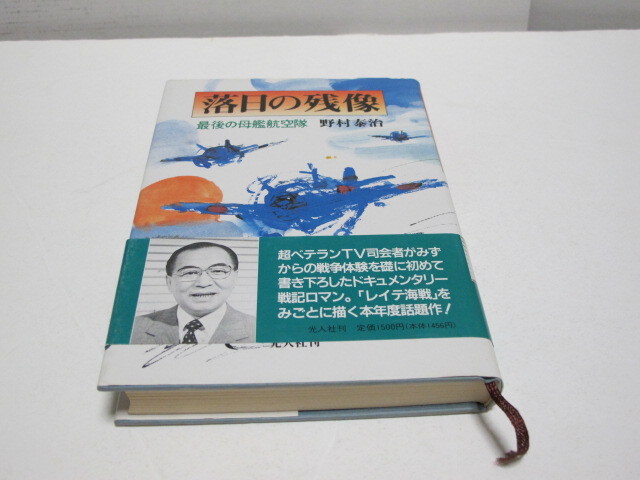 落日の残像
最後の母艦航空隊 野村泰治
超ベテランTV司会者がみず
からの戦争体験を礎に初めて
書き下ろしたドキュメンタリー
戦記ロマン。「レイテ海戦」を
みごとに描く本年度話題作!
光人社刊 定価1500円(本体1456円)
光人社刊